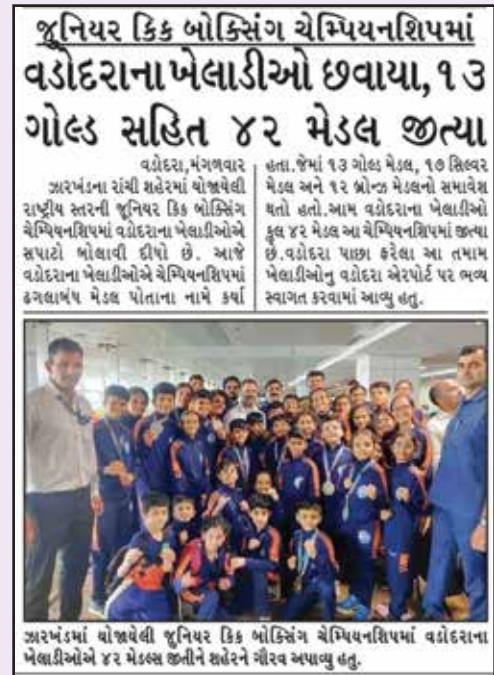 જુનિયર કિક બોક્સિંગ ચેમ્પિયનશિપમાં
વડોદરાના ખેલાડીઓ છવાયા, ૧૩
ગોલ્ડ સહિત ૪૨ મેડલ જીત્યા
વડોદરા,મંગળવાર
ઝારખંડના રાંચી શહેરમાં યોજાયેલી
રાષ્ટ્રીય સ્તરની જુનિયર કિક બોક્સિંગ
ચેમ્પિયનશિપમાં વડોદરાના ખેલાડીઓએ
સપાટો બોલાવી દીધો છે. આજે
વડોદરાના ખેલાડીઓએ ચેમ્પિયનશિપમાં
ઢગલાબંધ મેડલ પોતાના નામે કર્યા
હતા.જેમાં ૧૩ ગોલ્ડ મેડલ, ૧૭ સિલ્વર
મેડલ અને ૧૨ બ્રોન્ઝ મેડલનો સમાવેશ
થતો હતો.આમ વડોદરાના ખેલાડીઓ
કુલ ૪૨ મેડલ આ ચેમ્પિયનશિપમાં જીત્યા
છે.વડોદરા પાછા ફરેલા આ તમામ
ખેલાડીઓનુ વડોદરા એરપોર્ટ પર ભવ્ય
સ્વાગત કરવામાં આવ્યુ હતુ.
ઝારખંડમાં યોજાયેલી જુનિયર કિક બોક્સિંગ ચેમ્પિયનશિપમાં વડોદરાના
ખેલાડીઓએ ૪૨ મેડલ્સ જીતીને શહેરને ગૌરવ અપાવ્યુ હતુ.